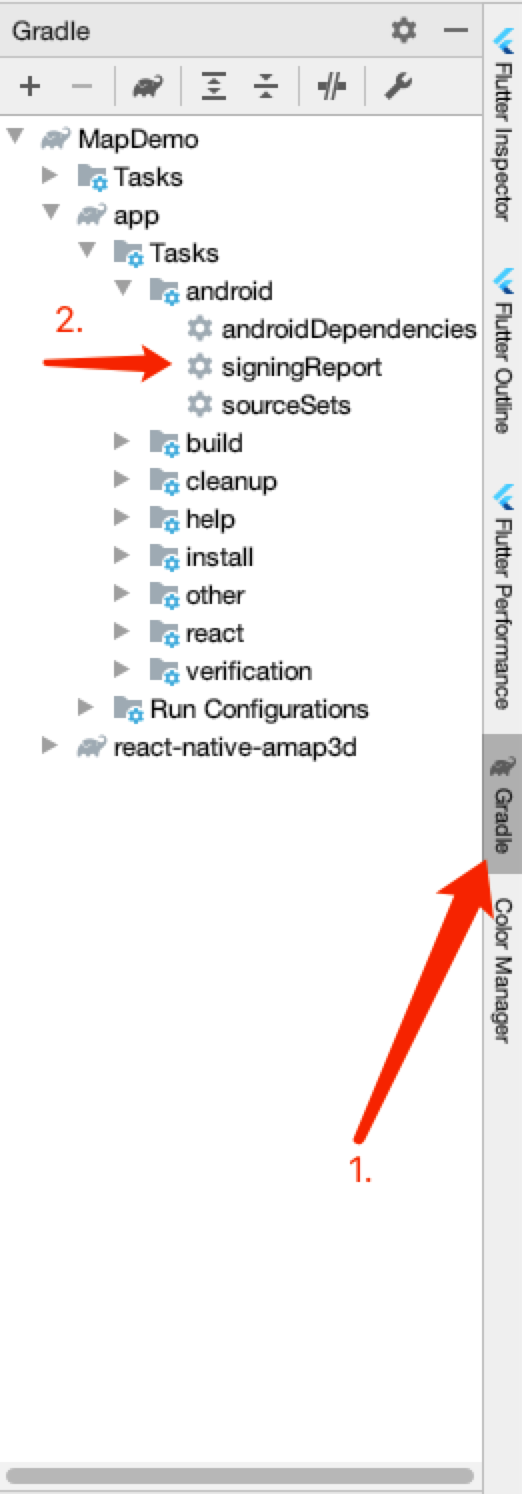 Gradle
MapDemo
Tasks
app
Tasks
android
2.
androidDependencies
signingReport
sourceSets
build
cleanup
help
install
other
react
verification
Run Configurations
react-native-amap3d
1.
Flutter Inspector
Flutter Outline
Flutter Performance
Gradle
Color Manager